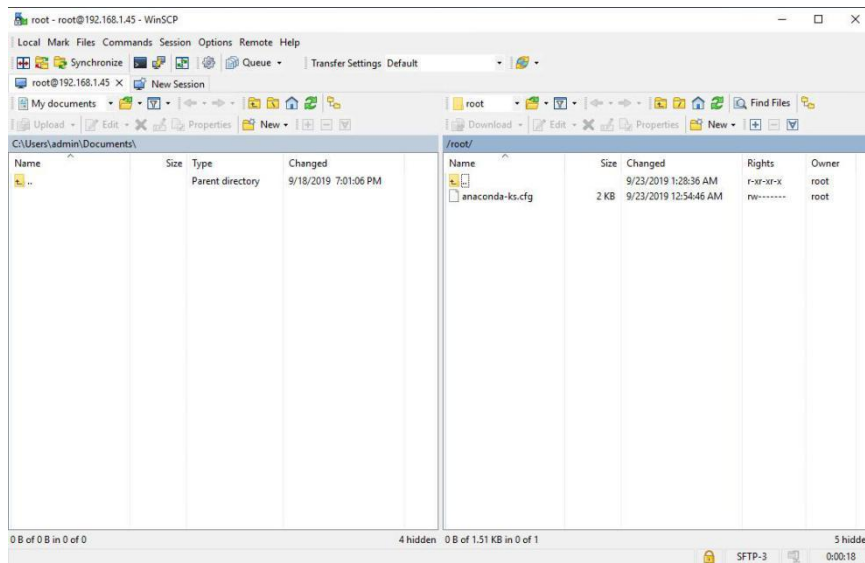 root - root@192.168.1.45 - WinSCP
Local Mark Files Commands Session Options Remote Help
Synchronize Queue Transfer Settings Default
root@192.168.1.45 New Session
My documents root Find Files
Upload Edit Properties New Download Edit Properties New
C:\Users\admin\Documents\ /root/
Name Size Type Changed Name Size Changed Rights Owner
.. Parent directory 9/18/2019 7:01:06 PM .. 9/23/2019 1:28:36 AM r-xr-xr-x root
anaconda-ks.cfg 2 KB 9/23/2019 12:54:46 AM rw------- root
0 B of 0 B in 0 of 0 4 hidden 0 B of 1.51 KB in 0 of 1 5 hidde
SFTP-3 0:00:18